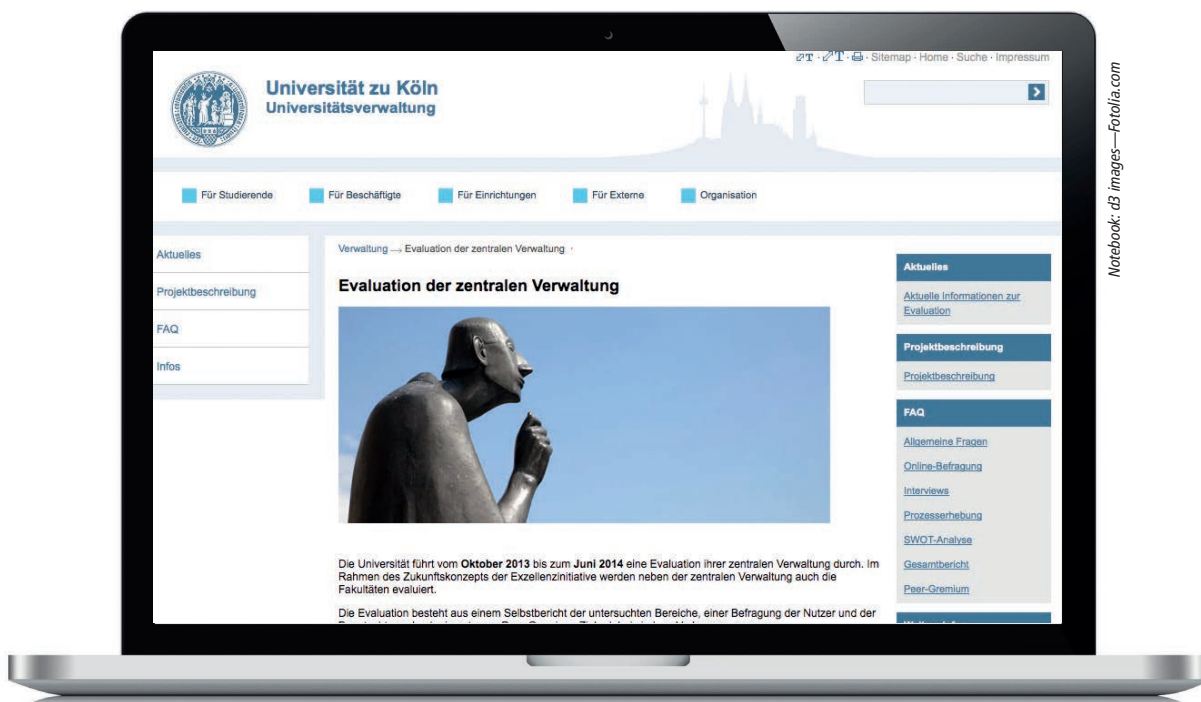 T · T · Sitemap · Home · Suche · Impressum
Universität zu Köln
Universitätsverwaltung
Für Studierende
Für Beschäftigte
Für Einrichtungen
Für Externe
Organisation
Aktuelles
Projektbeschreibung
FAQ
Infos
Verwaltung → Evaluation der zentralen Verwaltung ·
Evaluation der zentralen Verwaltung
Die Universität führt vom Oktober 2013 bis zum Juni 2014 eine Evaluation ihrer zentralen Verwaltung durch. Im
Rahmen des Zukunftskonzepts der Exzellenzinitiative werden neben der zentralen Verwaltung auch die
Fakultäten evaluiert.
Die Evaluation besteht aus einem Selbstbericht der untersuchten Bereiche, einer Befragung der Nutzer und der
Aktuelles
Aktuelle Informationen zur
Evaluation
Projektbeschreibung
Projektbeschreibung
FAQ
Allgemeine Fragen
Online-Befragung
Interviews
Prozesserhebung
SWOT-Analyse
Gesamtbericht
Peer-Gremium
Notebook: d3 images—Fotolia.com